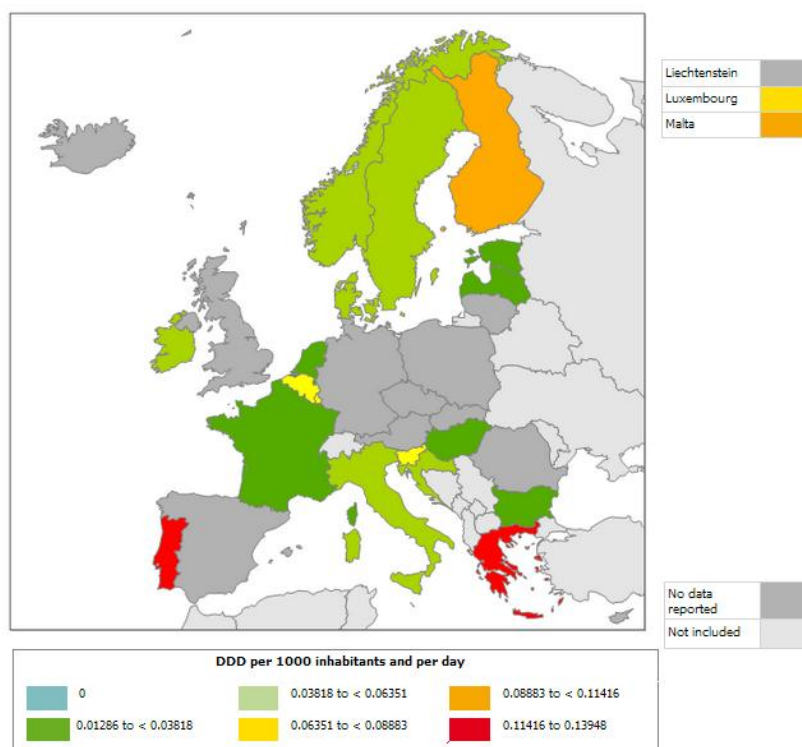 Liechtenstein
Luxembourg
Malta
No data
reported
Not included
DDD per 1000 inhabitants and per day
0
0.03818 to < 0.06351
0.08883 to < 0.11416
0.01286 to < 0.03818
0.06351 to < 0.08883
0.11416 to 0.13948